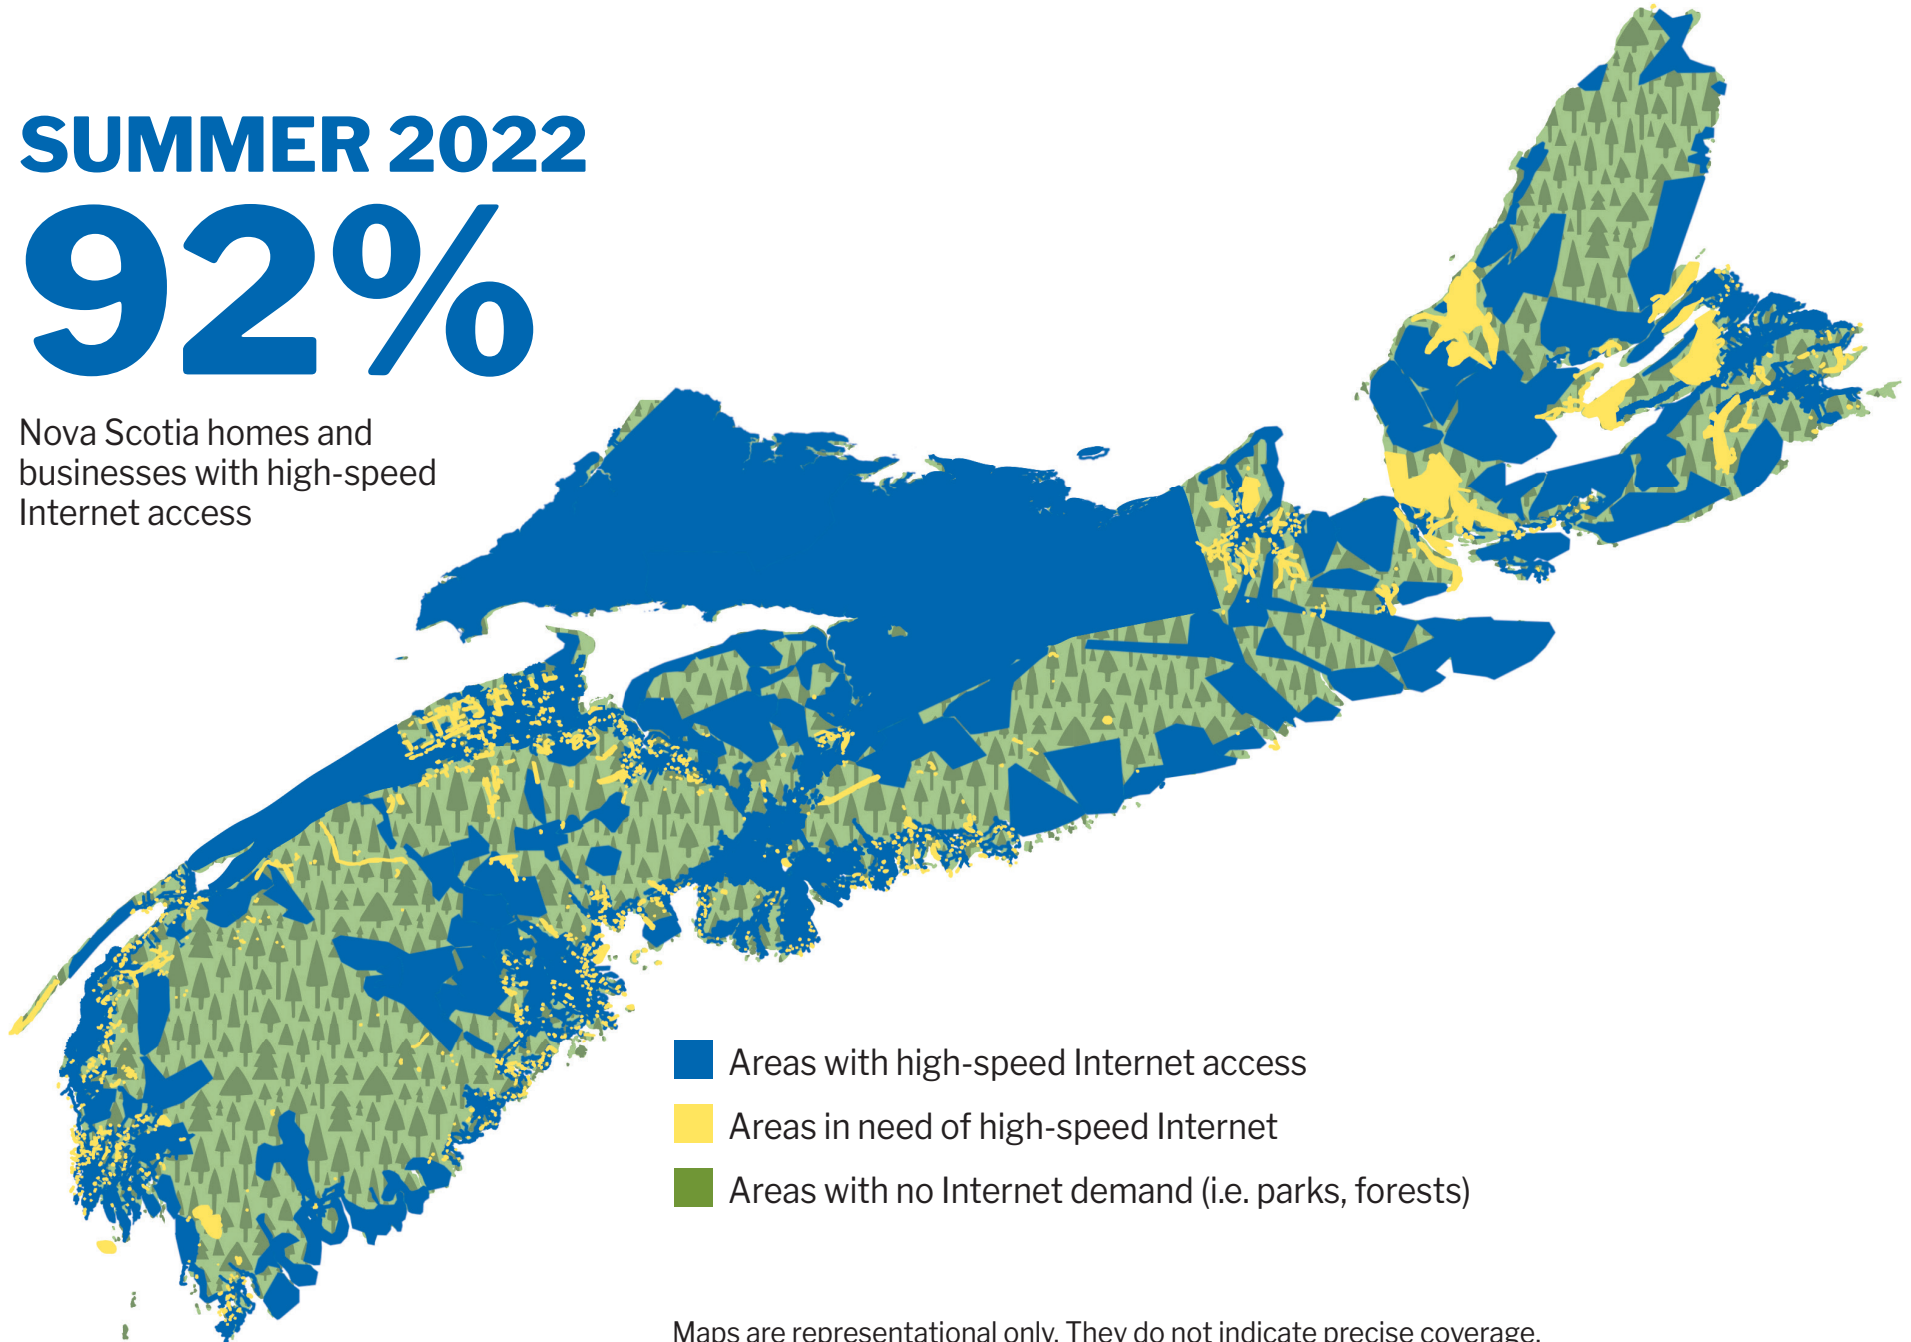 SUMMER 2022
92%
Nova Scotia homes and
businesses with high-speed
Internet access
Areas with high-speed Internet access
Areas in need of high-speed Internet
Areas with no Internet demand (i.e. parks, forests)
Maps are representational only. They do not indicate precise coverage.